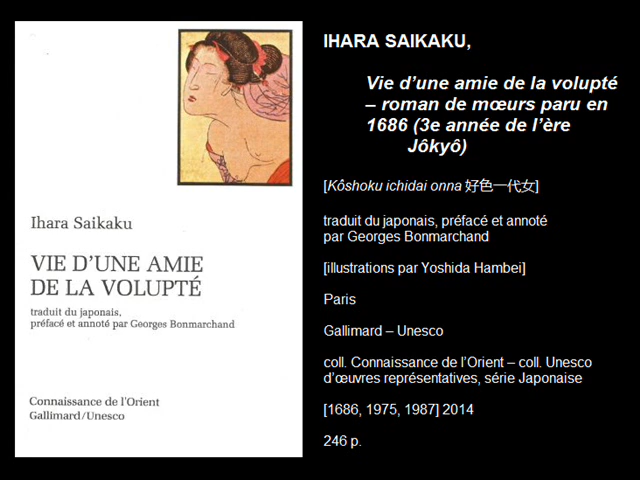 Ihara Saikaku
VIE D'UNE AMIE
DE LA VOLUPTÉ
traduit du japonais,
préfacé et annoté par Georges Bonmarchand
Connaissance de l'Orient
Gallimard/Unesco
IHARA SAIKAKU,
Vie d’une amie de la volupté
– roman de mœurs paru en
1686 (3e année de l’ère
Jôkyô)
[Kôshoku ichidai onna 好色一代女]
traduit du japonais, préfacé et annoté
par Georges Bonmarchand
[illustrations par Yoshida Hambei]
Paris
Gallimard – Unesco
coll. Connaissance de l’Orient – coll. Unesco
d’œuvres représentatives, série Japonaise
[1686, 1975, 1987] 2014
246 p.